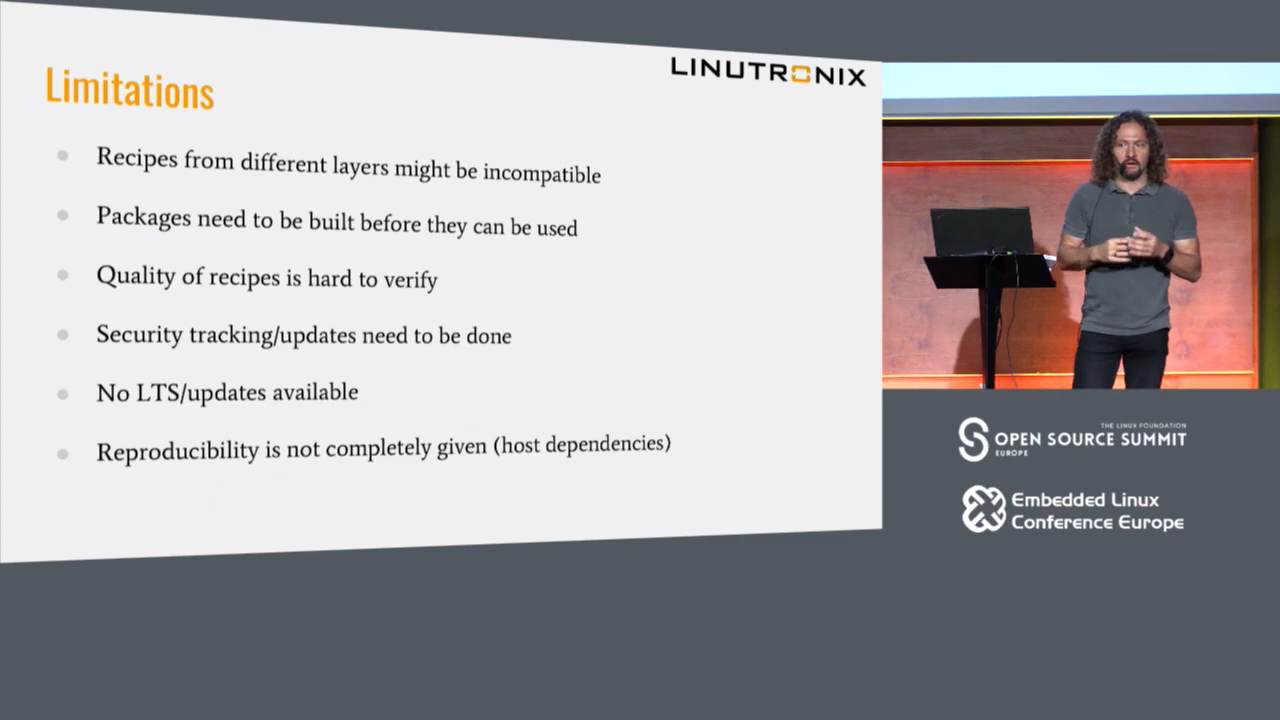 LINUTRONIX
Limitations
Recipes from different layers might be incompatible
Packages need to be built before they can be used
Quality of recipes is hard to verify
Security tracking/updates need to be done
No LTS/updates available
Reproducibility is not completely given (host dependencies)
THE LINUX FOUNDATION
OPEN SOURCE SUMMIT
EUROPE
Embedded Linux
Conference Europe